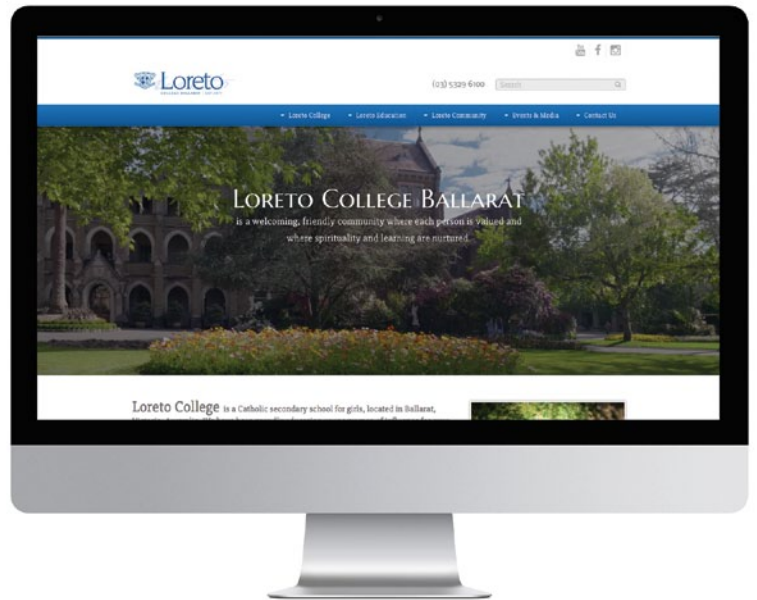 Loreto
(03) 5329 6100
Search
Loreto College
Loreto Education
Loreto Community
Events & Media
Contact Us
LORETO COLLEGE BALLARAT
is a welcoming, friendly community where each person is valued and
where spirituality and learning are nurtured.
Loreto College is a Catholic secondary school for girls, located in Ballarat,